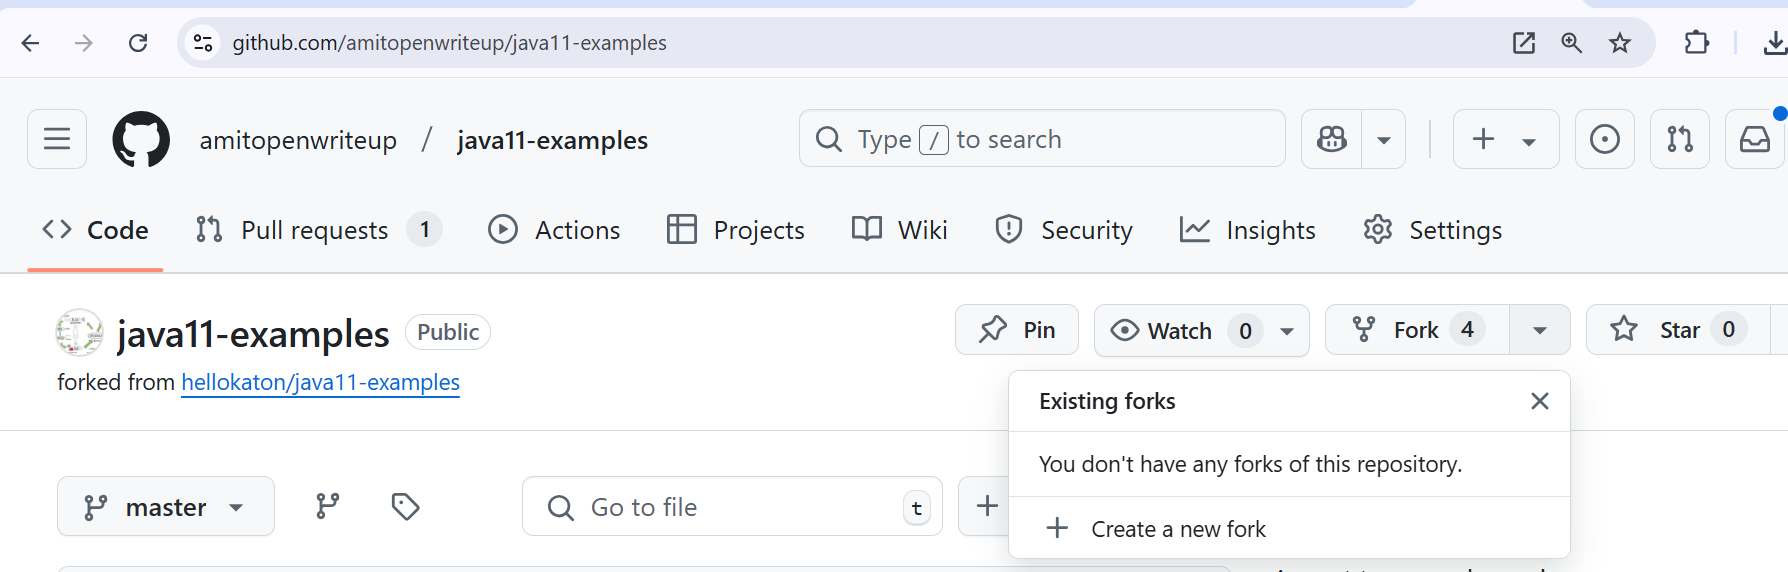 github.com/amitopenwriteup/java11-examples
amitopenwriteup / java11-examples
Type / to search
Code
Pull requests 1
Actions
Projects
Wiki
Security
Insights
Settings
java11-examples Public
forked from hellokaton/java11-examples
Pin
Watch 0
Fork 4
Star 0
Existing forks
You don't have any forks of this repository.
Create a new fork
master
Go to file t